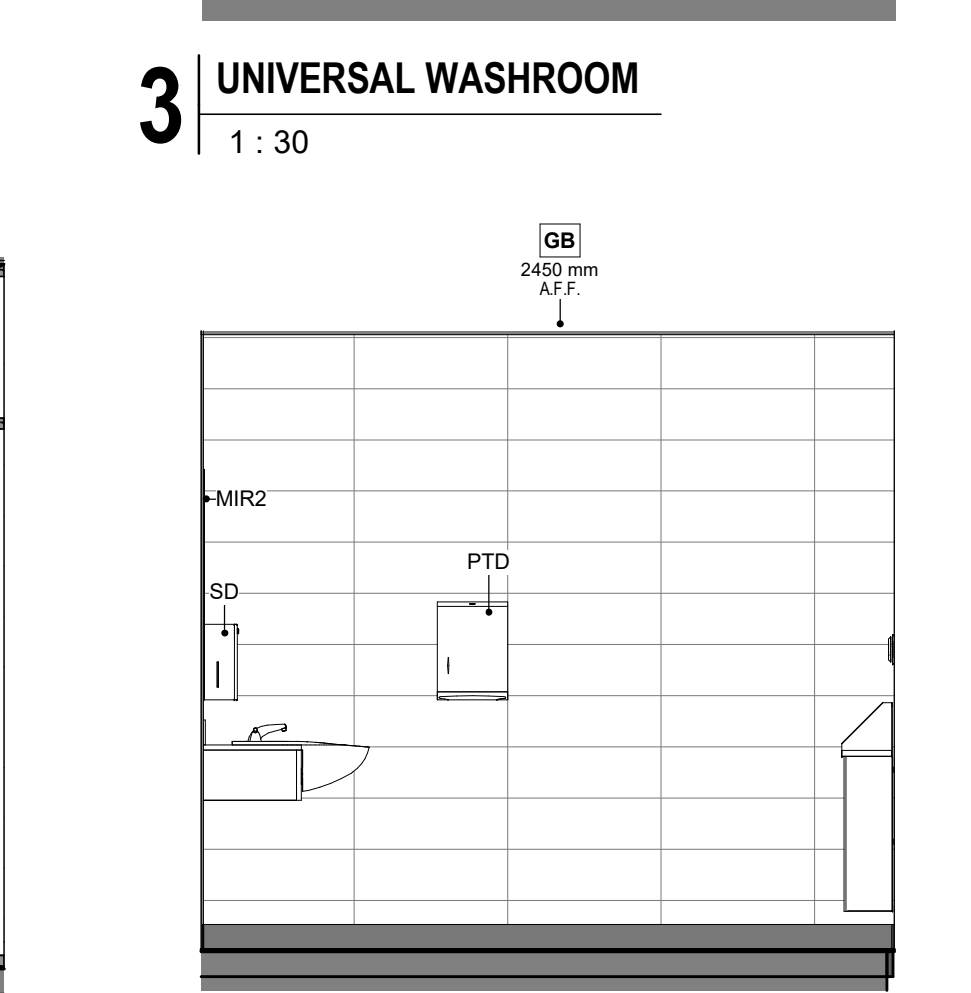 3
UNIVERSAL WASHROOM
1 : 30
GB
2450 mm
A.F.F.
MIR2
PTD
SD